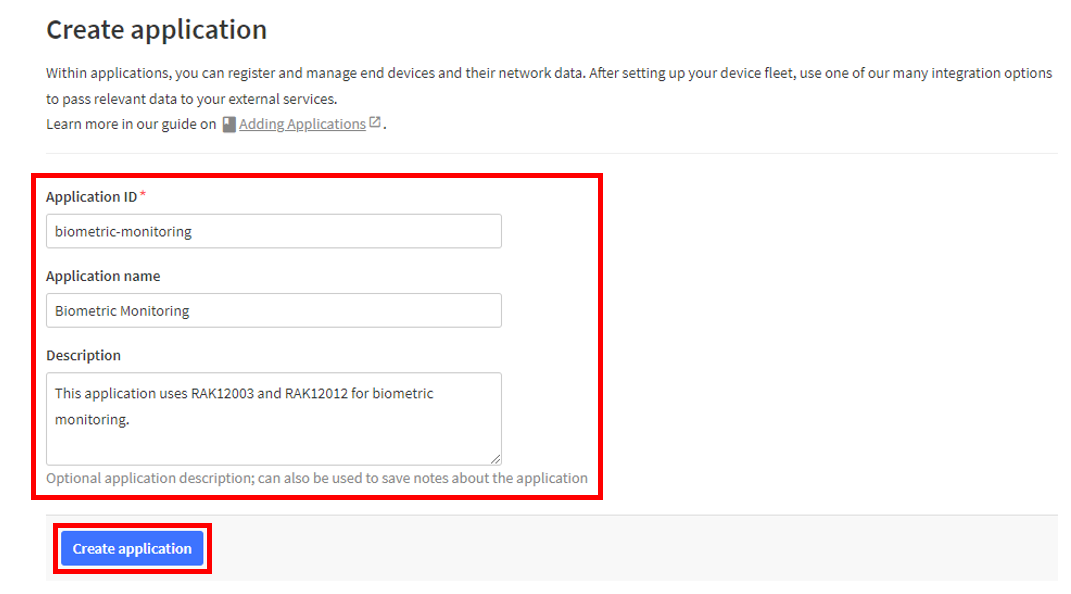 Create application
Within applications, you can register and manage end devices and their network data. After setting up your device fleet, use one of our many integration options
to pass relevant data to your external services.
Learn more in our guide on Adding Applications.
Application ID*
biometric-monitoring
Application name
Biometric Monitoring
Description
This application uses RAK12003 and RAK12012 for biometric
monitoring.
Optional application description; can also be used to save notes about the application
Create application